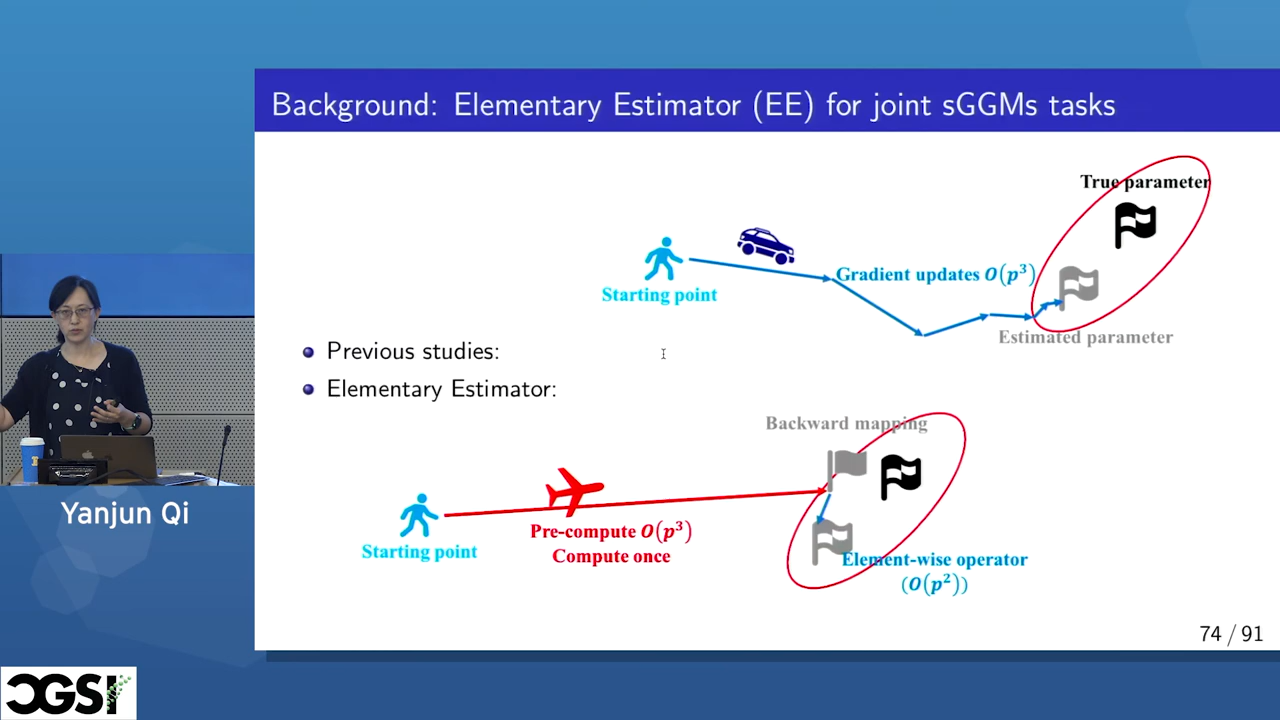 Background: Elementary Estimator (EE) for joint sGGMs tasks
True parameter
Gradient updates O(p³)
Starting point
Estimated parameter
Previous studies:
Elementary Estimator:
Backward mapping
Pre-compute O(p³)
Compute once
Starting point
Element-wise operator
(O(p²))
74 / 91
Yanjun Qi
CGSI